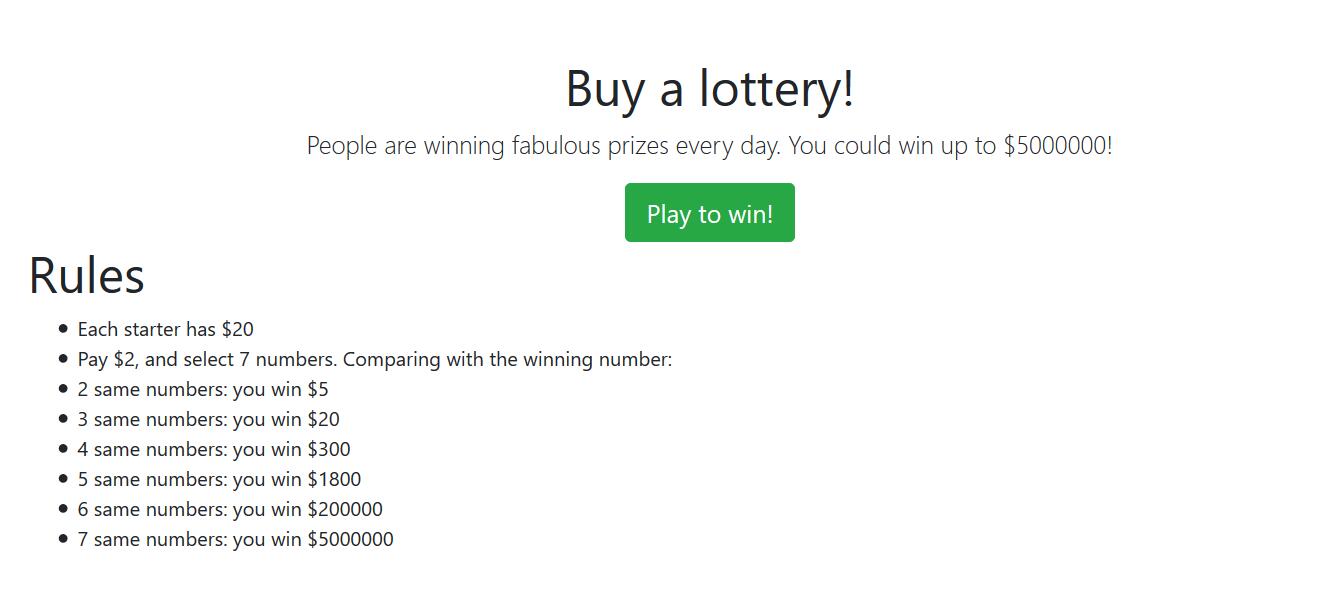 Buy a lottery!
People are winning fabulous prizes every day. You could win up to $5000000!
Play to win!
Rules
Each starter has $20
Pay $2, and select 7 numbers. Comparing with the winning number:
2 same numbers: you win $5
3 same numbers: you win $20
4 same numbers: you win $300
5 same numbers: you win $1800
6 same numbers: you win $200000
7 same numbers: you win $5000000